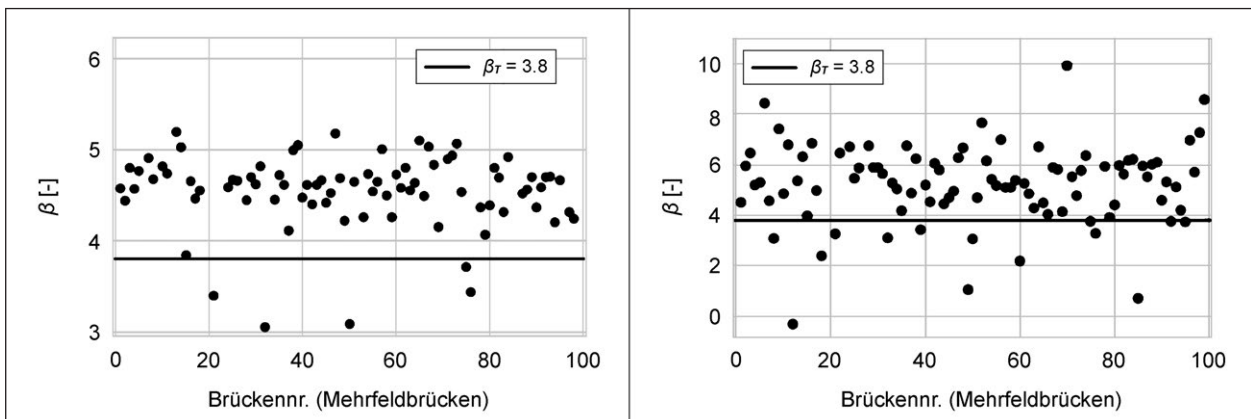 6
5
4
3
β [-]
β_T = 3.8
0 20 40 60 80 100
Brückennr. (Mehrfeldbrücken)
10
8
6
4
2
0
β [-]
β_T = 3.8
0 20 40 60 80 100
Brückennr. (Mehrfeldbrücken)